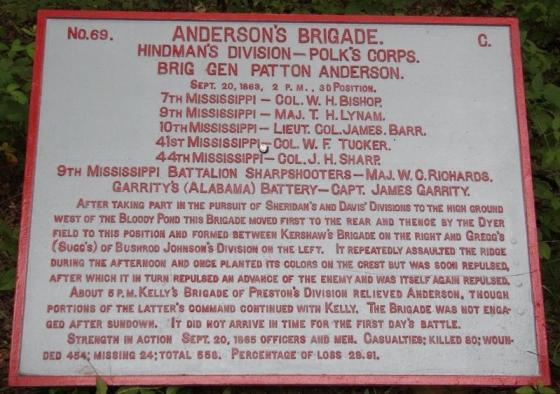 No. 69. ANDERSON'S BRIGADE. C.
HINDMAN'S DIVISION — POLK'S CORPS.
BRIG GEN PATTON ANDERSON.
SEPT. 20, 1863, 2 P.M., 3D POSITION.
7TH MISSISSIPPI — COL. W. H. BISHOP.
9TH MISSISSIPPI — MAJ. T. H. LYNAM.
10TH MISSISSIPPI — LIEUT. COL. JAMES. BARR.
41ST MISSISSIPPI — COL. W. F. TUCKER.
44TH MISSISSIPPI — COL. J. H. SHARP.
9TH MISSISSIPPI BATTALION SHARPSHOOTERS — MAJ. W. C. RICHARDS.
GARRITY'S (ALABAMA) BATTERY — CAPT. JAMES GARRITY.
AFTER TAKING PART IN THE PURSUIT OF SHERIDAN'S AND DAVIS' DIVISIONS TO THE HIGH GROUND
WEST OF THE BLOODY POND THIS BRIGADE MOVED FIRST TO THE REAR AND THENCE BY THE DYER
FIELD TO THIS POSITION AND FORMED BETWEEN KERSHAW'S BRIGADE ON THE RIGHT AND GREGG'S
(SUGG'S) OF BUSHROD JOHNSON'S DIVISION ON THE LEFT. IT REPEATEDLY ASSAULTED THE RIDGE
DURING THE AFTERNOON AND ONCE PLANTED ITS COLORS ON THE CREST BUT WAS SOON REPULSED,
AFTER WHICH IT IN TURN REPULSED AN ADVANCE OF THE ENEMY AND WAS ITSELF AGAIN REPULSED.
ABOUT 5 P.M. KELLY'S BRIGADE OF PRESTON'S DIVISION RELIEVED ANDERSON, THOUGH
PORTIONS OF THE LATTER'S COMMAND CONTINUED WITH KELLY. THE BRIGADE WAS NOT ENGA-
GED AFTER SUNDOWN. IT DID NOT ARRIVE IN TIME FOR THE FIRST DAY'S BATTLE.
STRENGTH IN ACTION SEPT. 20, 1865 OFFICERS AND MEN. CASUALTIES; KILLED 80; WOUN-
DED 454; MISSING 24; TOTAL 558. PERCENTAGE OF LOSS 29.91.